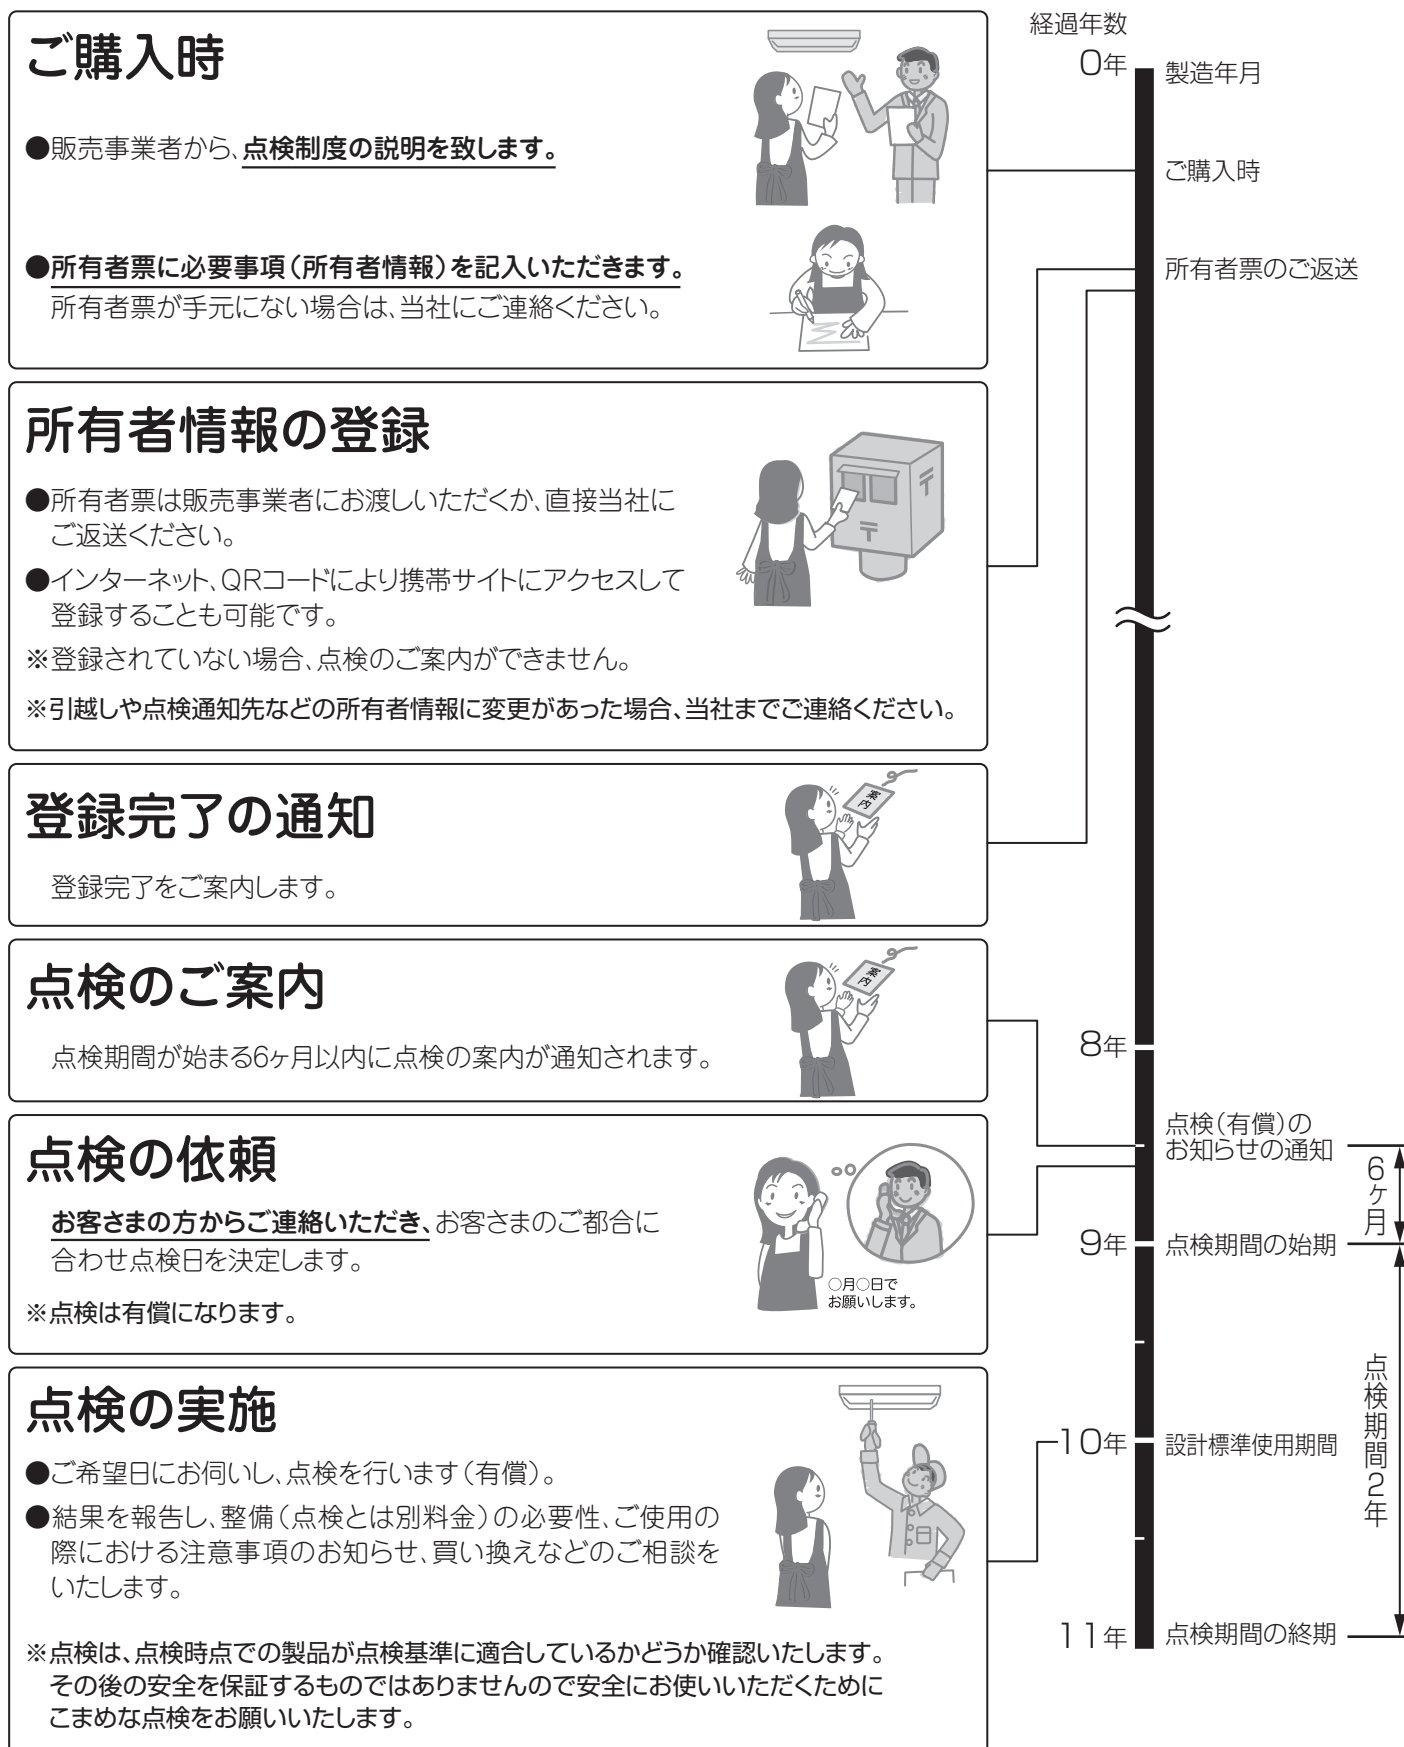 ご購入時
●販売事業者から、点検制度の説明を致します。
●所有者票に必要事項（所有者情報）を記入いただきます。
所有者票が手元にない場合は、当社にご連絡ください。
所有者情報の登録
●所有者票は販売事業者にお渡しいただくか、直接当社に
ご返送ください。
●インターネット、QRコードにより携帯サイトにアクセスして
登録することも可能です。
※登録されていない場合、点検のご案内ができません。
※引越しや点検通知先などの所有者情報に変更があった場合、当社までご連絡ください。
登録完了の通知
登録完了をご案内します。
案内
点検のご案内
点検期間が始まる6ヶ月以内に点検の案内が通知されます。
案内
点検の依頼
お客さまの方からご連絡いただき、お客さまのご都合に
合わせ点検日を決定します。
※点検は有償になります。
○月○日で
お願いします。
点検の実施
●ご希望日にお伺いし、点検を行います（有償）。
●結果を報告し、整備（点検とは別料金）の必要性、ご使用の
際における注意事項のお知らせ、買い換えなどのご相談を
いたします。
※点検は、点検時点での製品が点検基準に適合しているかどうか確認いたします。
その後の安全を保証するものではありませんので安全にお使いいただくために
こまめな点検をお願いいたします。
経過年数
0年 製造年月
ご購入時
所有者票のご返送
8年
点検（有償）の
お知らせの通知
6ヶ月
9年 点検期間の始期
点検期間2年
10年 設計標準使用期間
11年 点検期間の終期